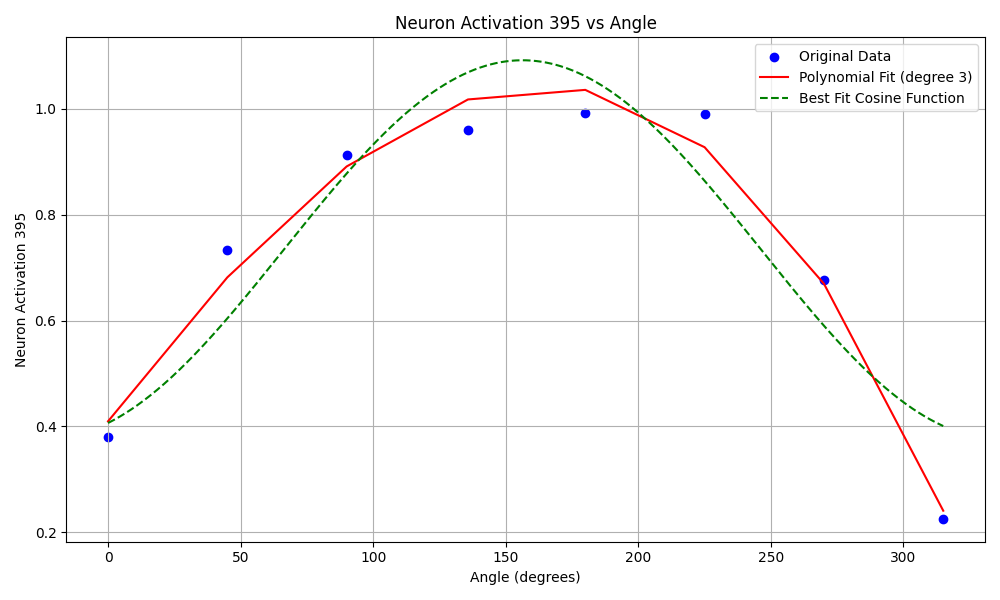 Neuron Activation 395 vs Angle
Original Data
Polynomial Fit (degree 3)
Best Fit Cosine Function
Neuron Activation 395
1.0
0.8
0.6
0.4
0.2
0
50
100
150
200
250
300
Angle (degrees)